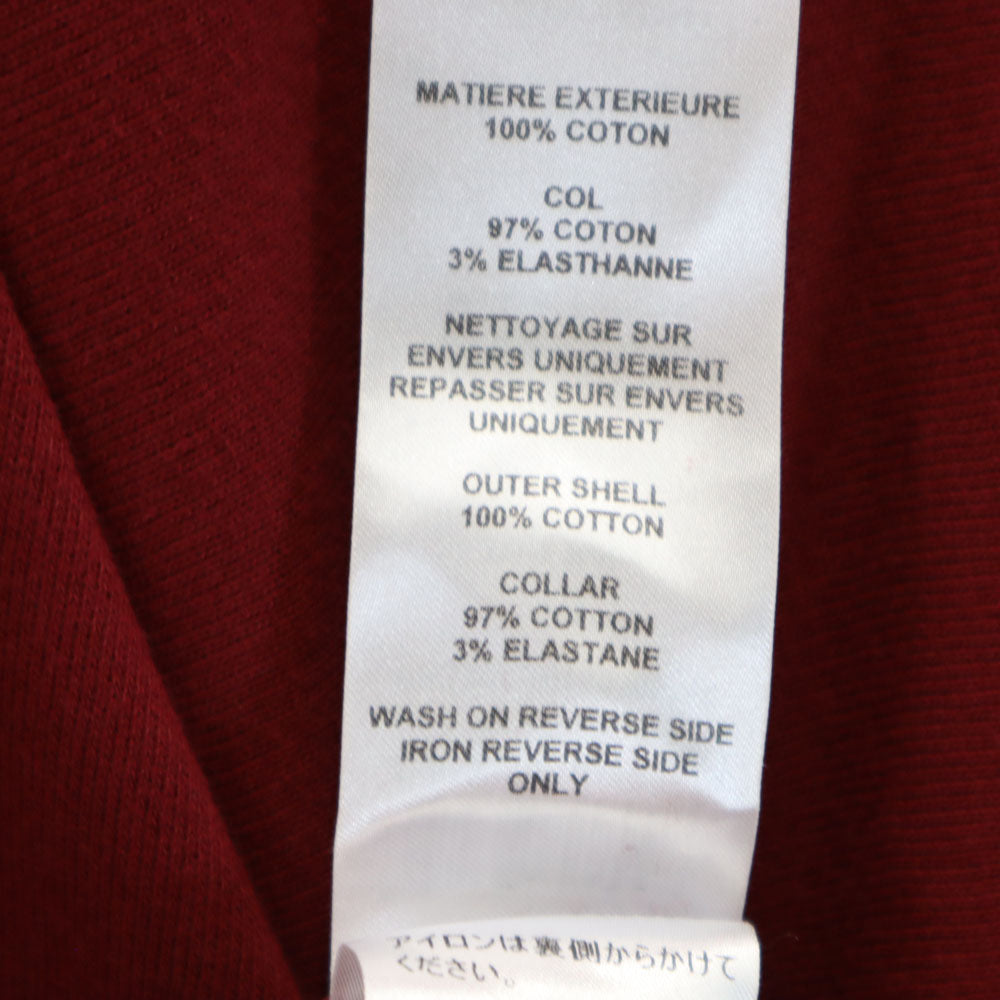 MATIERE EXTERIEURE
100% COTON
COL
97% COTON
3% ELASTHANNE
NETTOYAGE SUR
ENVERS UNIQUEMENT
REPASSER SUR ENVERS
UNIQUEMENT
OUTER SHELL
100% COTTON
COLLAR
97% COTTON
3% ELASTANE
WASH ON REVERSE SIDE
IRON REVERSE SIDE
ONLY
アイロンは裏側からかけて
ください。